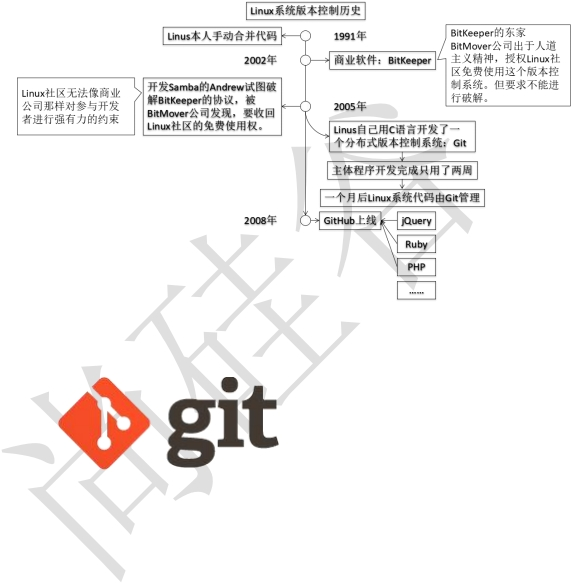 Linux系统版本控制历史
Linus本人手动合并代码
1991年
2002年
商业软件：BitKeeper
BitKeeper的东家
BitMover公司出于人道
主义精神，授权Linux社
区免费使用这个版本控
制系统。但要求不能进
行破解。
Linux社区无法像商业
公司那样对参与开发
者进行强有力的约束
开发Samba的Andrew试图破
解BitKeeper的协议，被
BitMover公司发现，要收回
Linux社区的免费使用权。
2005年
Linus自己用C语言开发了一
个分布式版本控制系统：Git
主体程序开发完成只用了两周
一个月后Linux系统代码由Git管理
2008年
GitHub上线
jQuery
Ruby
PHP
……
git
尚硅谷